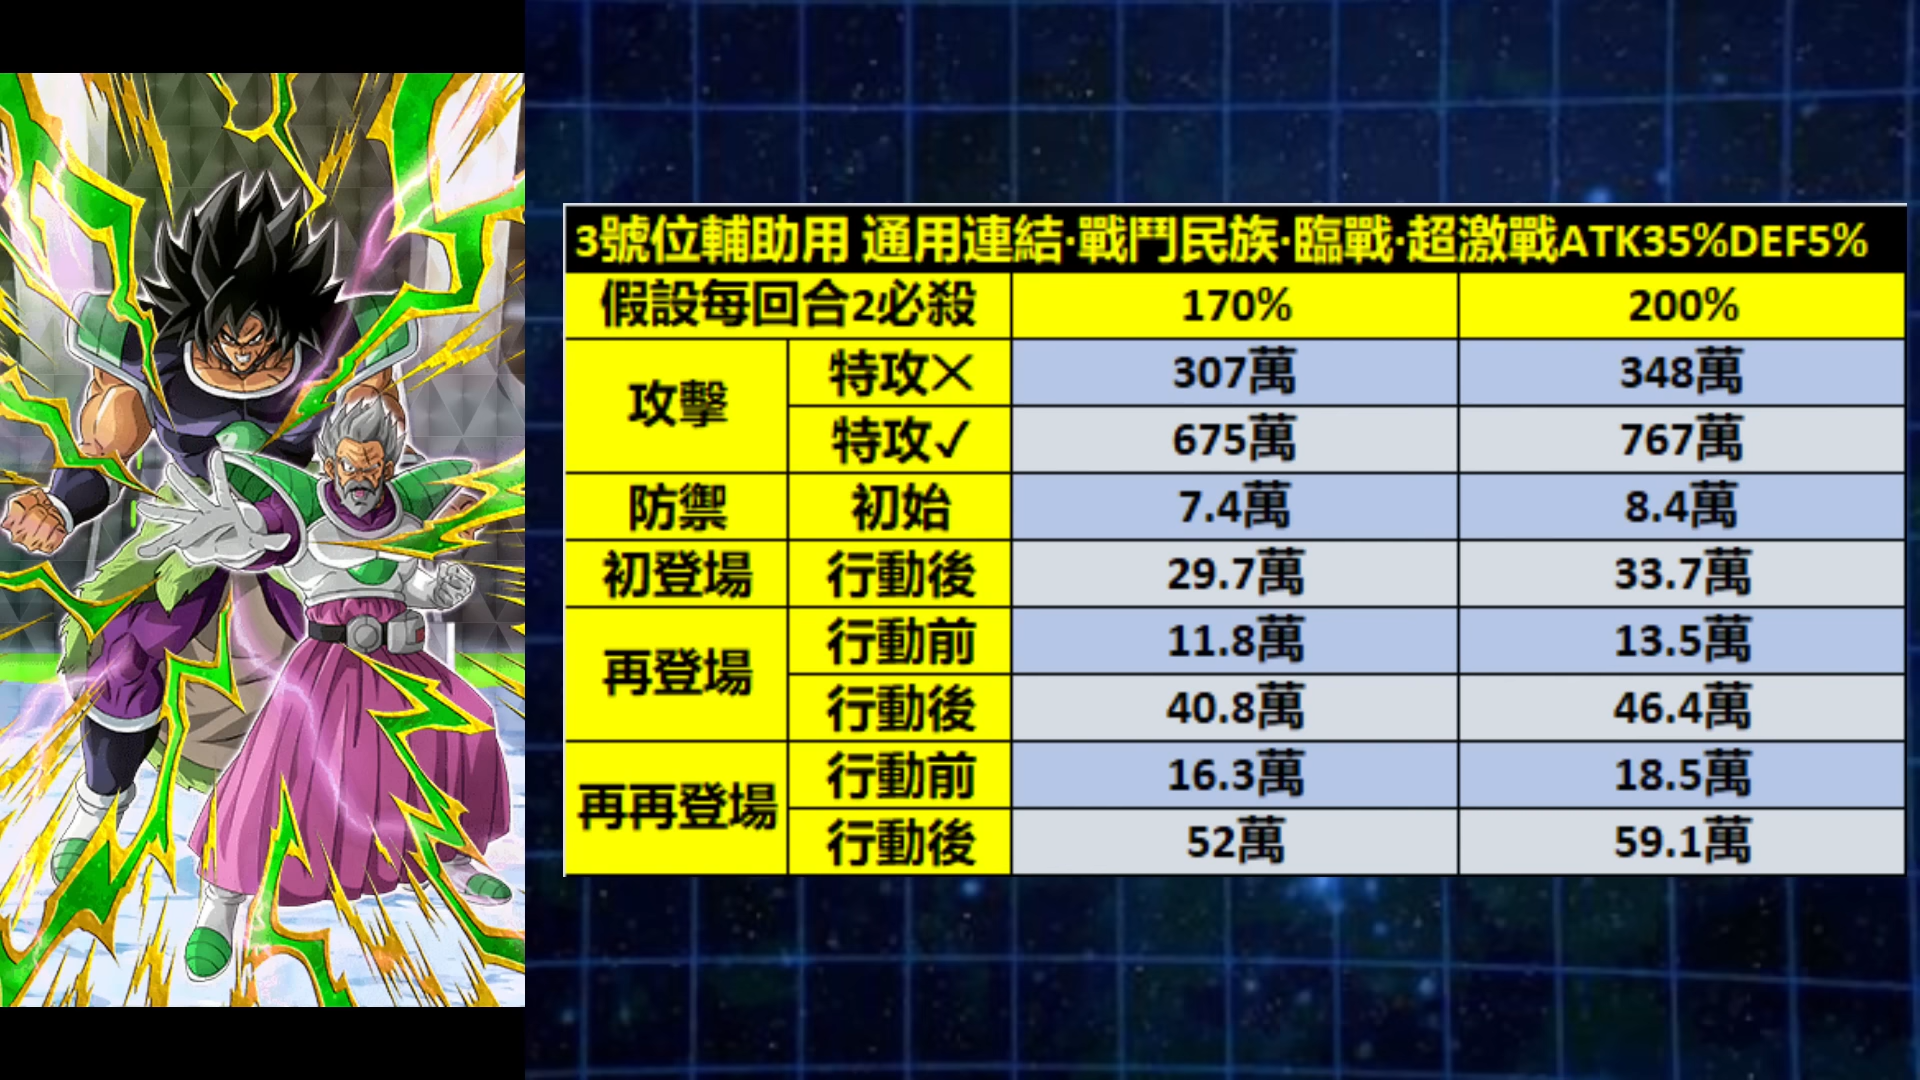 3號位輔助用 通用連結·戰鬥民族·臨戰·超激戰ATK35%DEF5%
假設每回合2必殺 170% 200%
攻擊 特攻✕ 307萬 348萬
特攻✓ 675萬 767萬
防禦 初始 7.4萬 8.4萬
初登場 行動後 29.7萬 33.7萬
再登場 行動前 11.8萬 13.5萬
行動後 40.8萬 46.4萬
再再登場 行動前 16.3萬 18.5萬
行動後 52萬 59.1萬